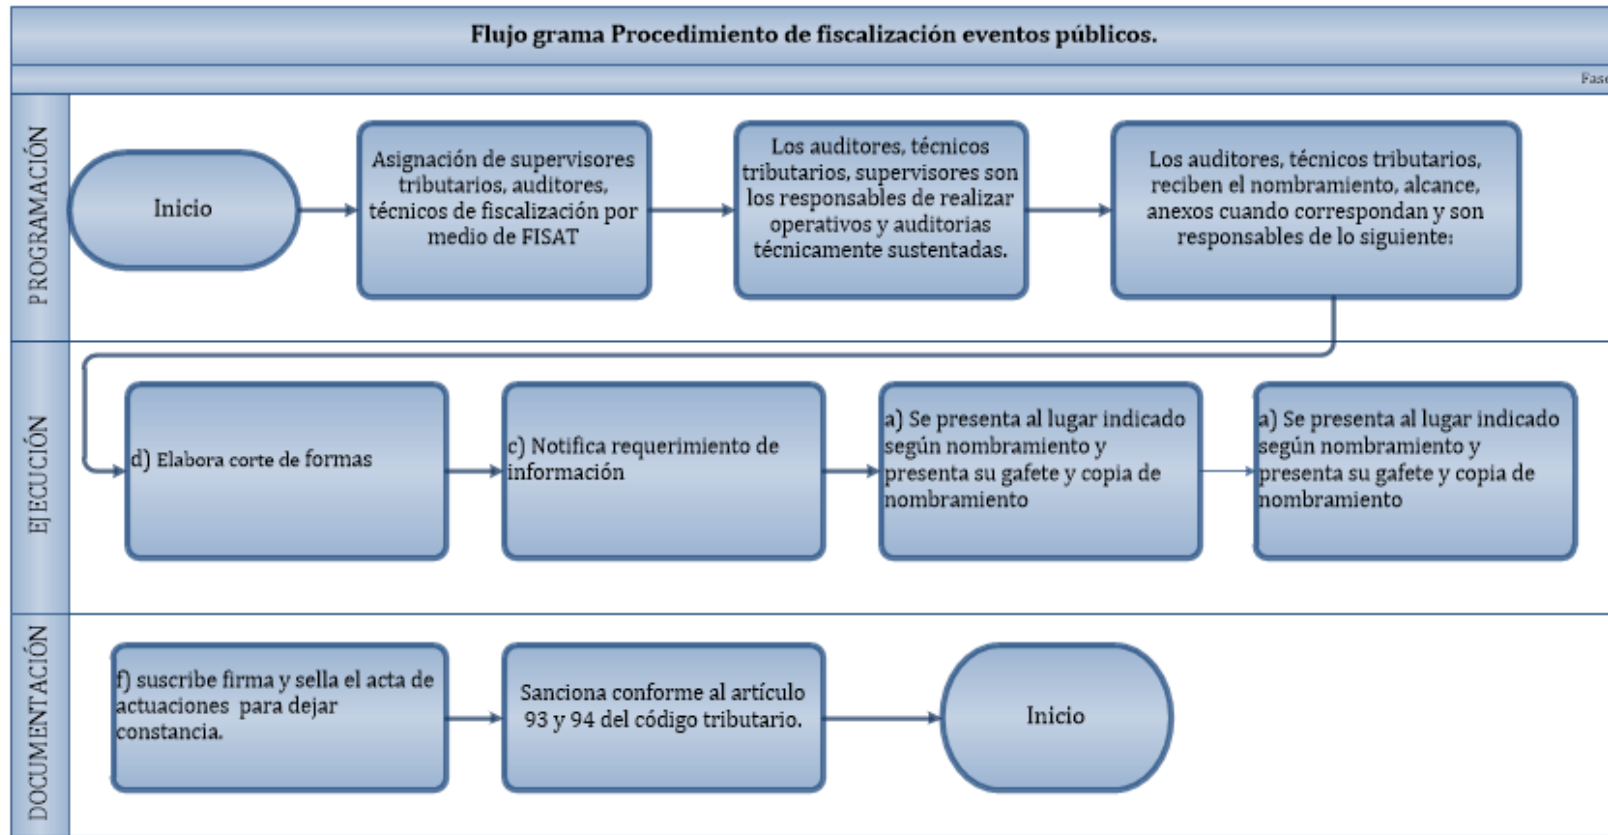 Flujo grama Procedimiento de fiscalización eventos públicos.
Fase
PROGRAMACIÓN
Inicio
Asignación de supervisores
tributarios, auditores,
técnicos de fiscalización por
medio de FISAT
Los auditores, técnicos
tributarios, supervisores son
los responsables de realizar
operativos y auditorias
técnicamente sustentadas.
Los auditores, técnicos tributarios,
reciben el nombramiento, alcance,
anexos cuando correspondan y son
responsables de lo siguiente:
EJECUCIÓN
d) Elabora corte de formas
c) Notifica requerimiento de
información
a) Se presenta al lugar indicado
según nombramiento y
presenta su gafete y copia de
nombramiento
a) Se presenta al lugar indicado
según nombramiento y
presenta su gafete y copia de
nombramiento
DOCUMENTACIÓN
f) suscribe firma y sella el acta de
actuaciones para dejar
constancia.
Sanciona conforme al artículo
93 y 94 del código tributario.
Inicio